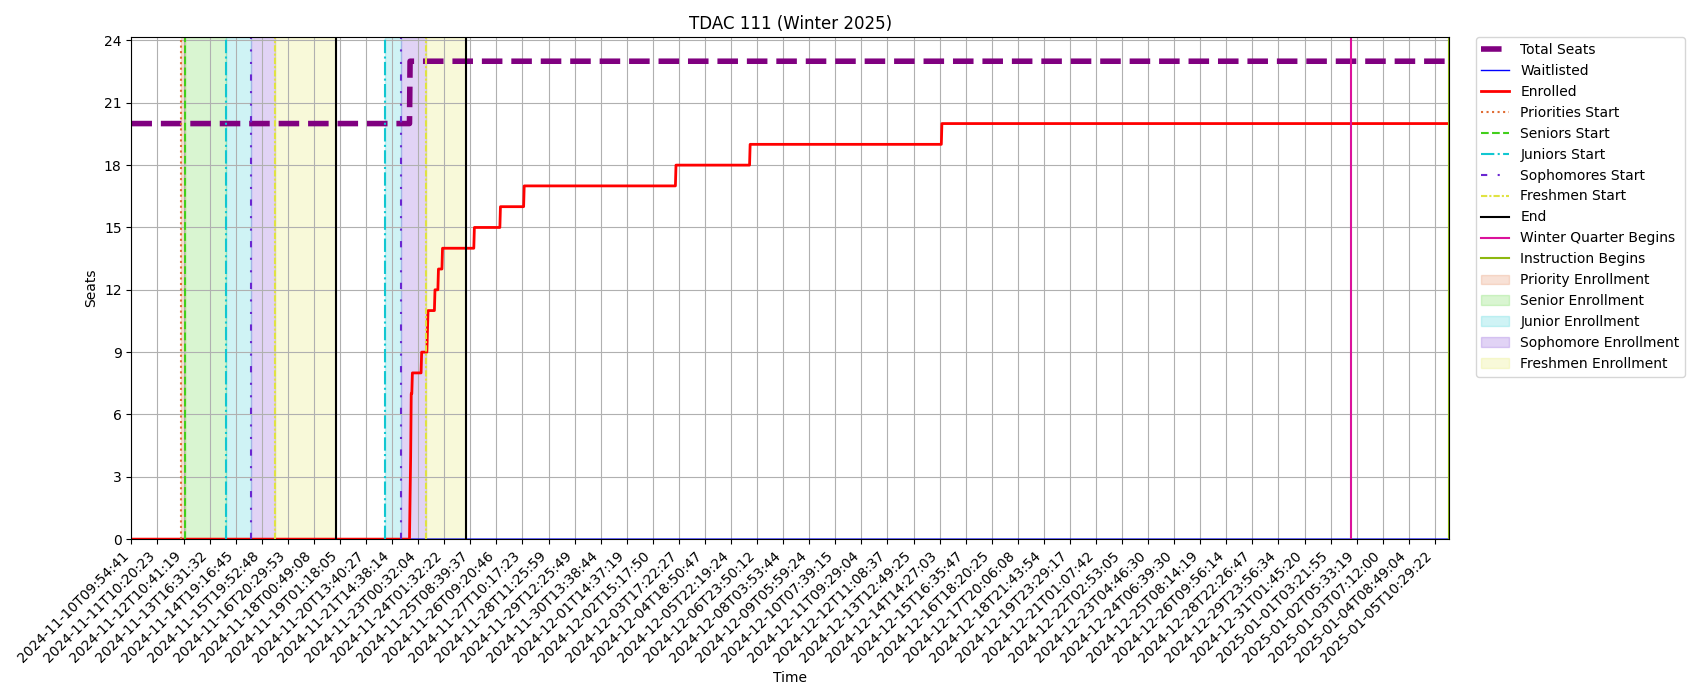 TDAC 111 (Winter 2025)
24
21
18
15
12
9
6
3
0
Seats
2024-11-10T09:54:41
2024-11-11T10:20:23
2024-11-12T10:41:19
2024-11-13T16:31:32
2024-11-14T19:16:45
2024-11-15T19:52:48
2024-11-16T20:29:53
2024-11-18T00:49:08
2024-11-19T01:18:05
2024-11-20T13:40:27
2024-11-21T14:38:14
2024-11-23T00:32:04
2024-11-24T01:32:22
2024-11-25T08:39:37
2024-11-26T09:20:46
2024-11-27T10:17:23
2024-11-28T11:25:59
2024-11-29T12:25:49
2024-11-30T13:38:44
2024-12-01T14:37:19
2024-12-02T15:17:50
2024-12-03T17:22:27
2024-12-04T18:50:47
2024-12-05T22:19:24
2024-12-06T23:50:12
2024-12-08T03:53:44
2024-12-09T05:59:24
2024-12-10T07:39:15
2024-12-11T09:29:04
2024-12-12T11:08:37
2024-12-13T12:49:25
2024-12-14T14:27:03
2024-12-15T16:35:47
2024-12-16T18:20:25
2024-12-17T20:06:08
2024-12-18T21:43:54
2024-12-19T23:29:17
2024-12-21T01:07:42
2024-12-22T02:53:05
2024-12-23T04:46:30
2024-12-24T06:39:30
2024-12-25T08:14:19
2024-12-26T09:56:14
2024-12-28T22:26:47
2024-12-29T23:56:34
2024-12-31T01:45:20
2025-01-01T03:21:55
2025-01-02T05:33:19
2025-01-03T07:12:00
2025-01-04T08:49:04
2025-01-05T10:29:22
Time
Total Seats
Waitlisted
Enrolled
Priorities Start
Seniors Start
Juniors Start
Sophomores Start
Freshmen Start
End
Winter Quarter Begins
Instruction Begins
Priority Enrollment
Senior Enrollment
Junior Enrollment
Sophomore Enrollment
Freshmen Enrollment